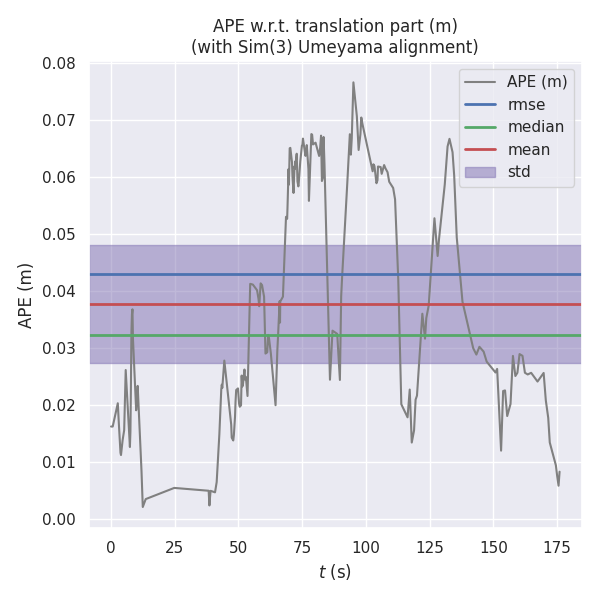 APE w.r.t. translation part (m)
(with Sim(3) Umeyama alignment)
APE (m)
rmse
median
mean
std
APE (m)
0.08
0.07
0.06
0.05
0.04
0.03
0.02
0.01
0.00
0 25 50 75 100 125 150 175
t (s)